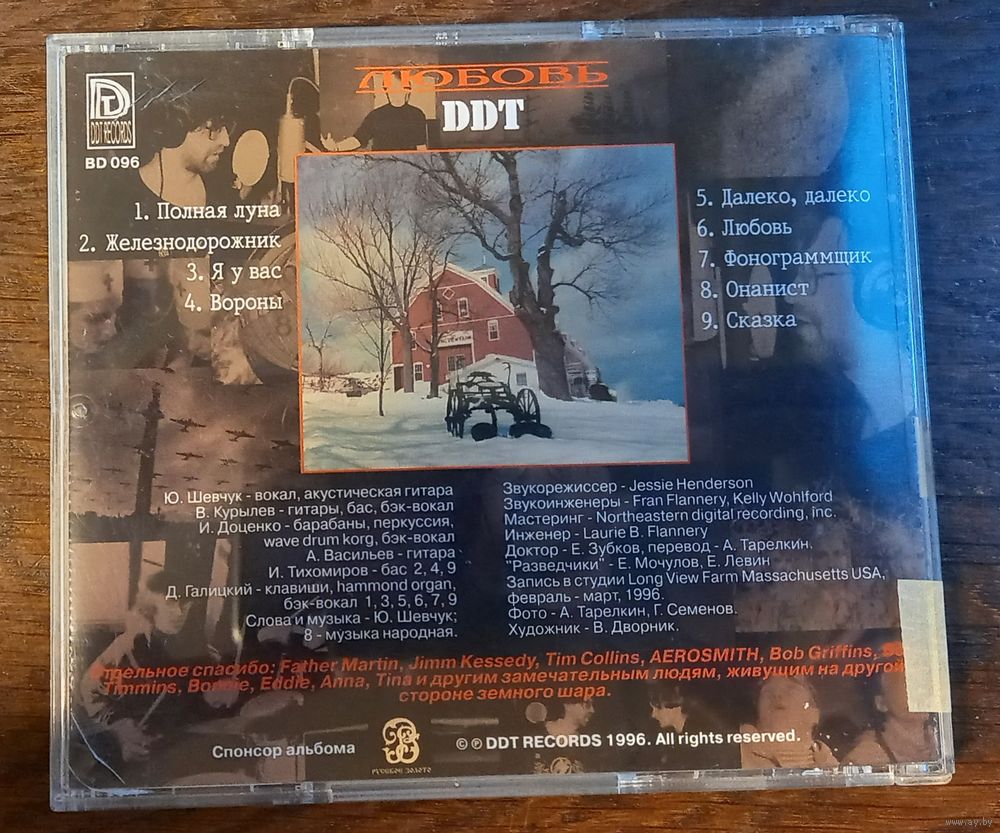 ЛЮБОВЬ
DDT
DDT RECORDS
BD 096
1. Полная луна
2. Железнодорожник
3. Я у вас
4. Вороны
5. Далеко, далеко
6. Любовь
7. Фонограммщик
8. Онанист
9. Сказка
Ю. Шевчук - вокал, акустическая гитара
В. Курылев - гитары, бас, бэк-вокал
И. Доценко - барабаны, перкуссия,
wave drum korg, бэк-вокал
А. Васильев - гитара
И. Тихомиров - бас 2, 4, 9
Д. Галицкий - клавиши, hammond organ,
бэк-вокал 1, 3, 5, 6, 7, 9
Слова и музыка - Ю. Шевчук;
8 - музыка народная.
Звукорежиссер - Jessie Henderson
Звукоинженеры - Fran Flannery, Kelly Wohlford
Мастеринг - Northeastern digital recording, inc.
Инженер - Laurie B. Flannery
Доктор - Е. Зубков, перевод - А. Тарелкин.
"Разведчики" - Е. Мочулов, Е. Левин
Запись в студии Long View Farm Massachusetts USA,
февраль - март, 1996.
Фото - А. Тарелкин, Г. Семенов.
Художник - В. Дворник.
Отдельное спасибо: Father Martin, Jimm Kessedy, Tim Collins, AEROSMITH, Bob Griffins,
Timmins, Bonnie, Eddie, Anna, Tina и другим замечательным людям, живущим на другой
стороне земного шара.
Спонсор альбома
РУССКОЕ ЗОЛОТО
© ℗ DDT RECORDS 1996. All rights reserved.
www.ay.by